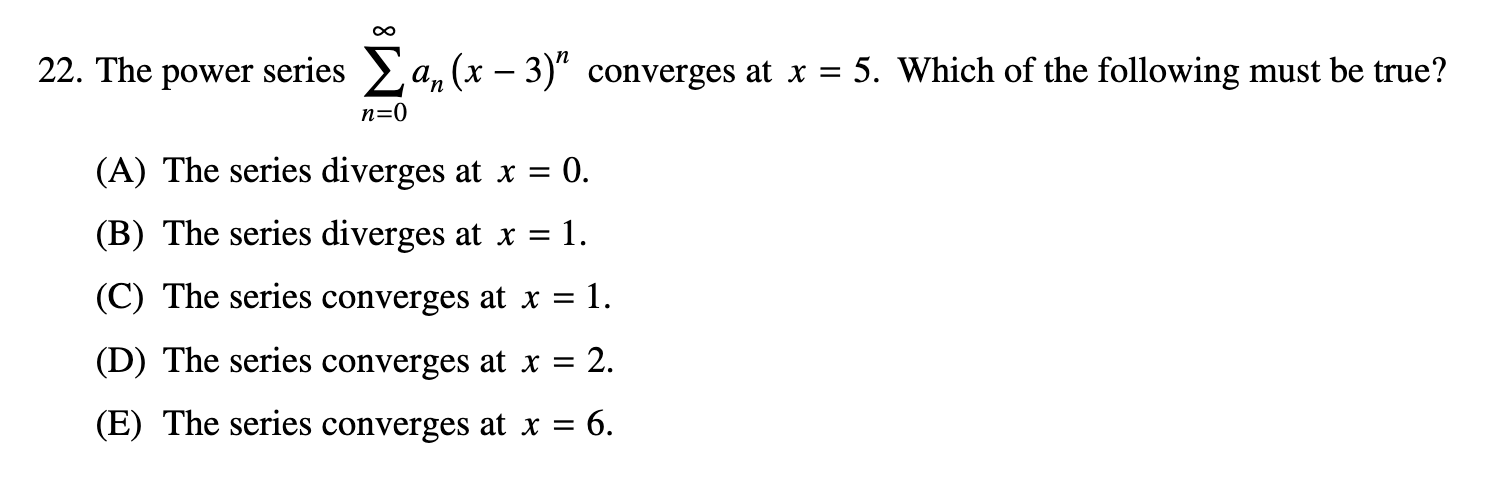 22. The power series $\sum_{n=0}^{\infty} a_n (x - 3)^n$ converges at $x = 5$. Which of the following must be true?
(A) The series diverges at $x = 0$.
(B) The series diverges at $x = 1$.
(C) The series converges at $x = 1$.
(D) The series converges at $x = 2$.
(E) The series converges at $x = 6$.